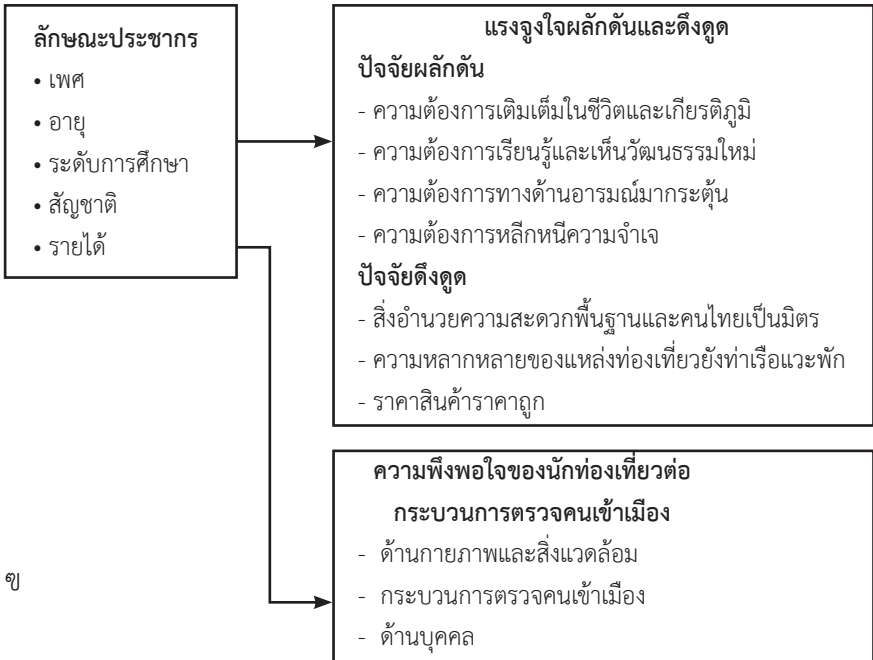 ลักษณะประชากร
• เพศ
• อายุ
• ระดับการศึกษา
• สัญชาติ
• รายได้
แรงจูงใจผลักดันและดึงดูด
ปัจจัยผลักดัน
- ความต้องการเติมเต็มในชีวิตและเกียรติภูมิ
- ความต้องการเรียนรู้และเห็นวัฒนธรรมใหม่
- ความต้องการทางด้านอารมณ์มากระตุ้น
- ความต้องการหลีกหนีความจำเจ
ปัจจัยดึงดูด
- สิ่งอำนวยความสะดวกพื้นฐานและคนไทยเป็นมิตร
- ความหลากหลายของแหล่งท่องเที่ยวยังท่าเรือแวะพัก
- ราคาสินค้าราคาถูก
ความพึงพอใจของนักท่องเที่ยวต่อ
กระบวนการตรวจคนเข้าเมือง
- ด้านกายภาพและสิ่งแวดล้อม
- กระบวนการตรวจคนเข้าเมือง
- ด้านบุคคล
ฃ